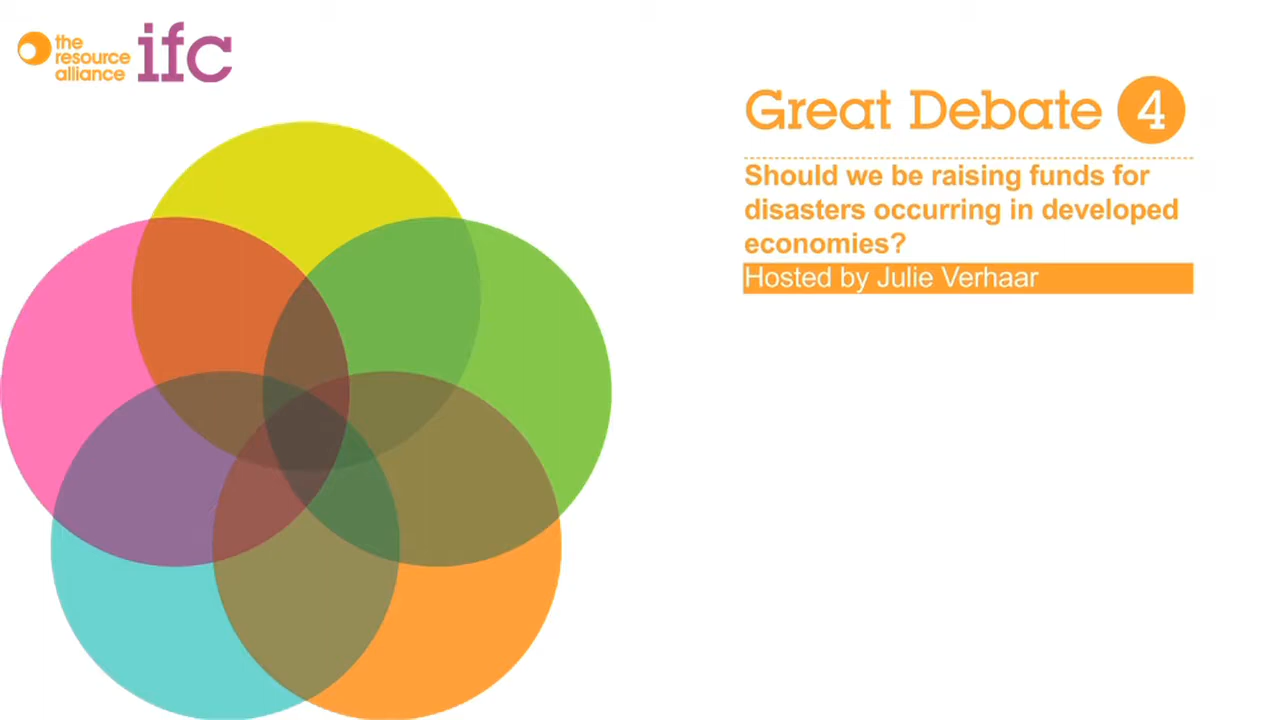 the
resource
alliance
ifc
Great Debate 4
Should we be raising funds for
disasters occurring in developed
economies?
Hosted by Julie Verhaar